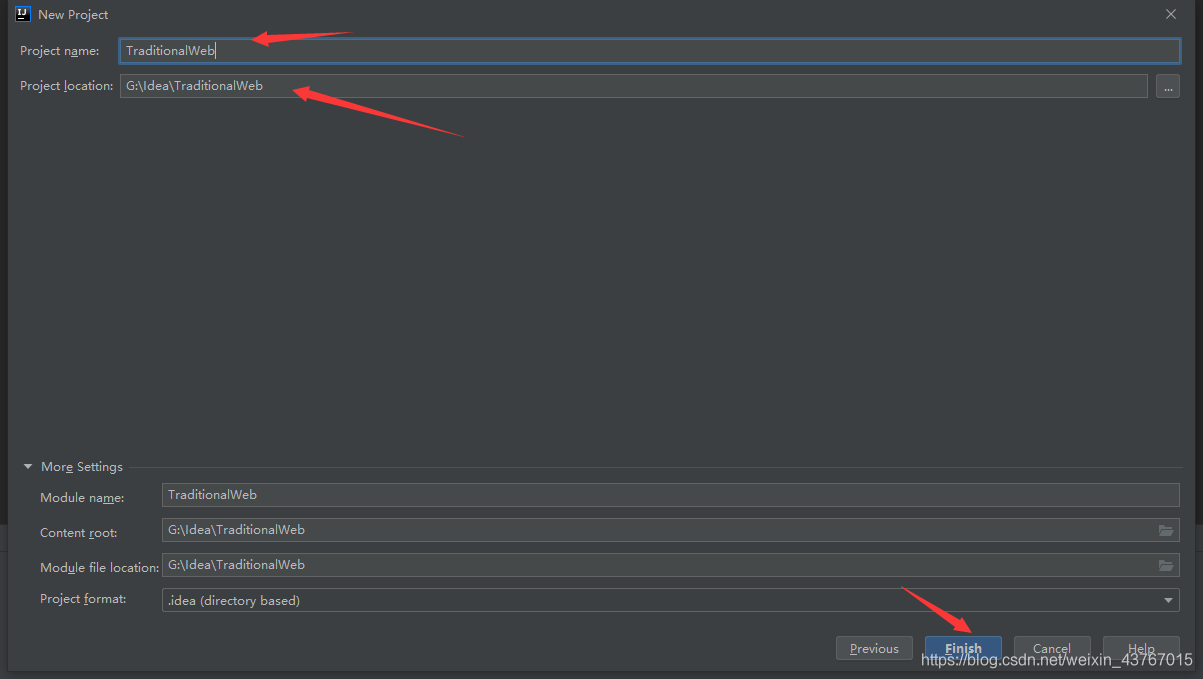 New Project
Project name: TraditionalWeb
Project location: G:\Idea\TraditionalWeb ...
More Settings
Module name: TraditionalWeb
Content root: G:\Idea\TraditionalWeb
Module file location: G:\Idea\TraditionalWeb
Project format: .idea (directory based)
Previous Finish Cancel Help
https://blog.csdn.net/weixin_43767015